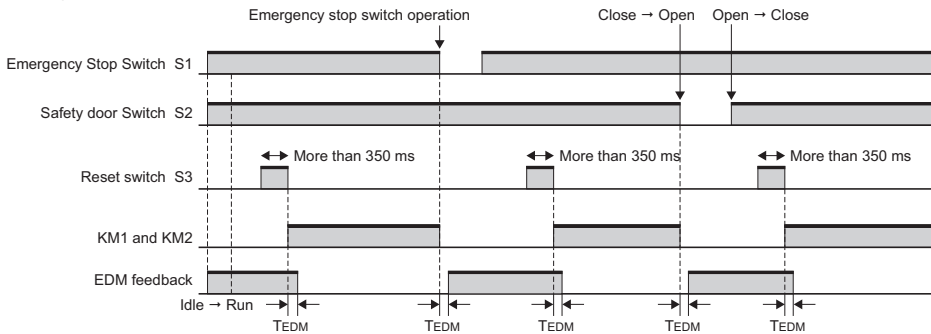 Emergency stop switch operation
Close → Open
Open → Close
Emergency Stop Switch S1
Safety door Switch S2
More than 350 ms
More than 350 ms
More than 350 ms
Reset switch S3
KM1 and KM2
EDM feedback
Idle → Run
TEDM
TEDM
TEDM
TEDM
TEDM